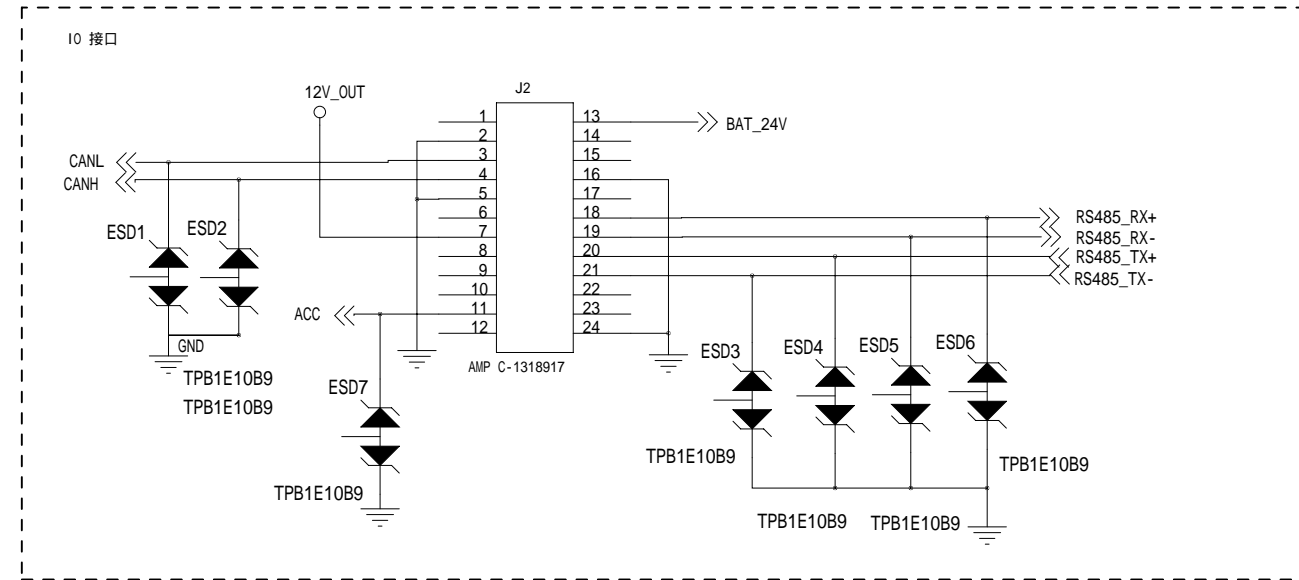 IO 接口
J2
12V_OUT
1 13
BAT_24V
2 14
3 15
CANL
4 16
CANH
5 17
6 18
RS485_RX+
7 19
RS485_RX-
8 20
RS485_TX+
9 21
RS485_TX-
10 22
11 23
12 24
ESD1 ESD2
ACC
GND
AMP C-1318917
TPB1E10B9
TPB1E10B9
ESD7
TPB1E10B9
ESD3 ESD4 ESD5 ESD6
TPB1E10B9
TPB1E10B9
TPB1E10B9 TPB1E10B9